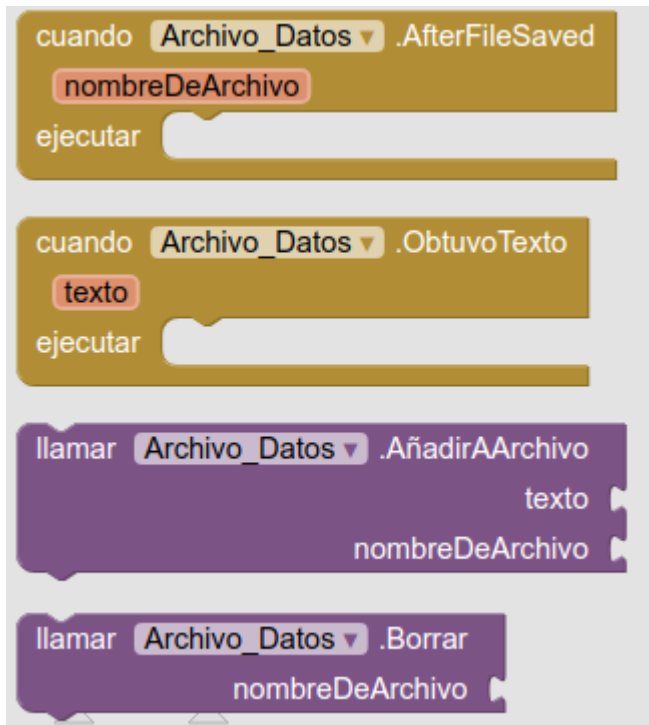 cuando Archivo_Datos .AfterFileSaved
nombreDeArchivo
ejecutar
cuando Archivo_Datos .ObtuvoTexto
texto
ejecutar
llamar Archivo_Datos .AñadirAArchivo
texto
nombreDeArchivo
llamar Archivo_Datos .Borrar
nombreDeArchivo